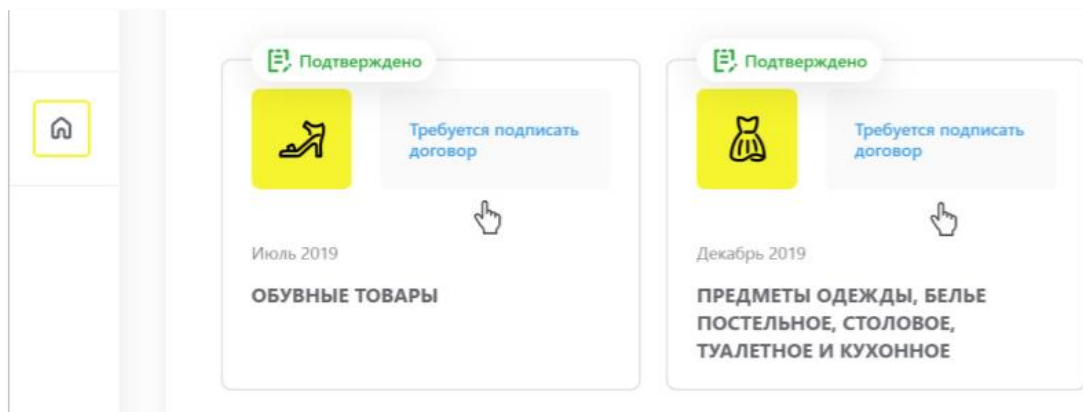 Подтверждено
Требуется подписать
договор
Июль 2019
ОБУВНЫЕ ТОВАРЫ
Подтверждено
Требуется подписать
договор
Декабрь 2019
ПРЕДМЕТЫ ОДЕЖДЫ, БЕЛЬЕ
ПОСТЕЛЬНОЕ, СТОЛОВОЕ,
ТУАЛЕТНОЕ И КУХОННОЕ